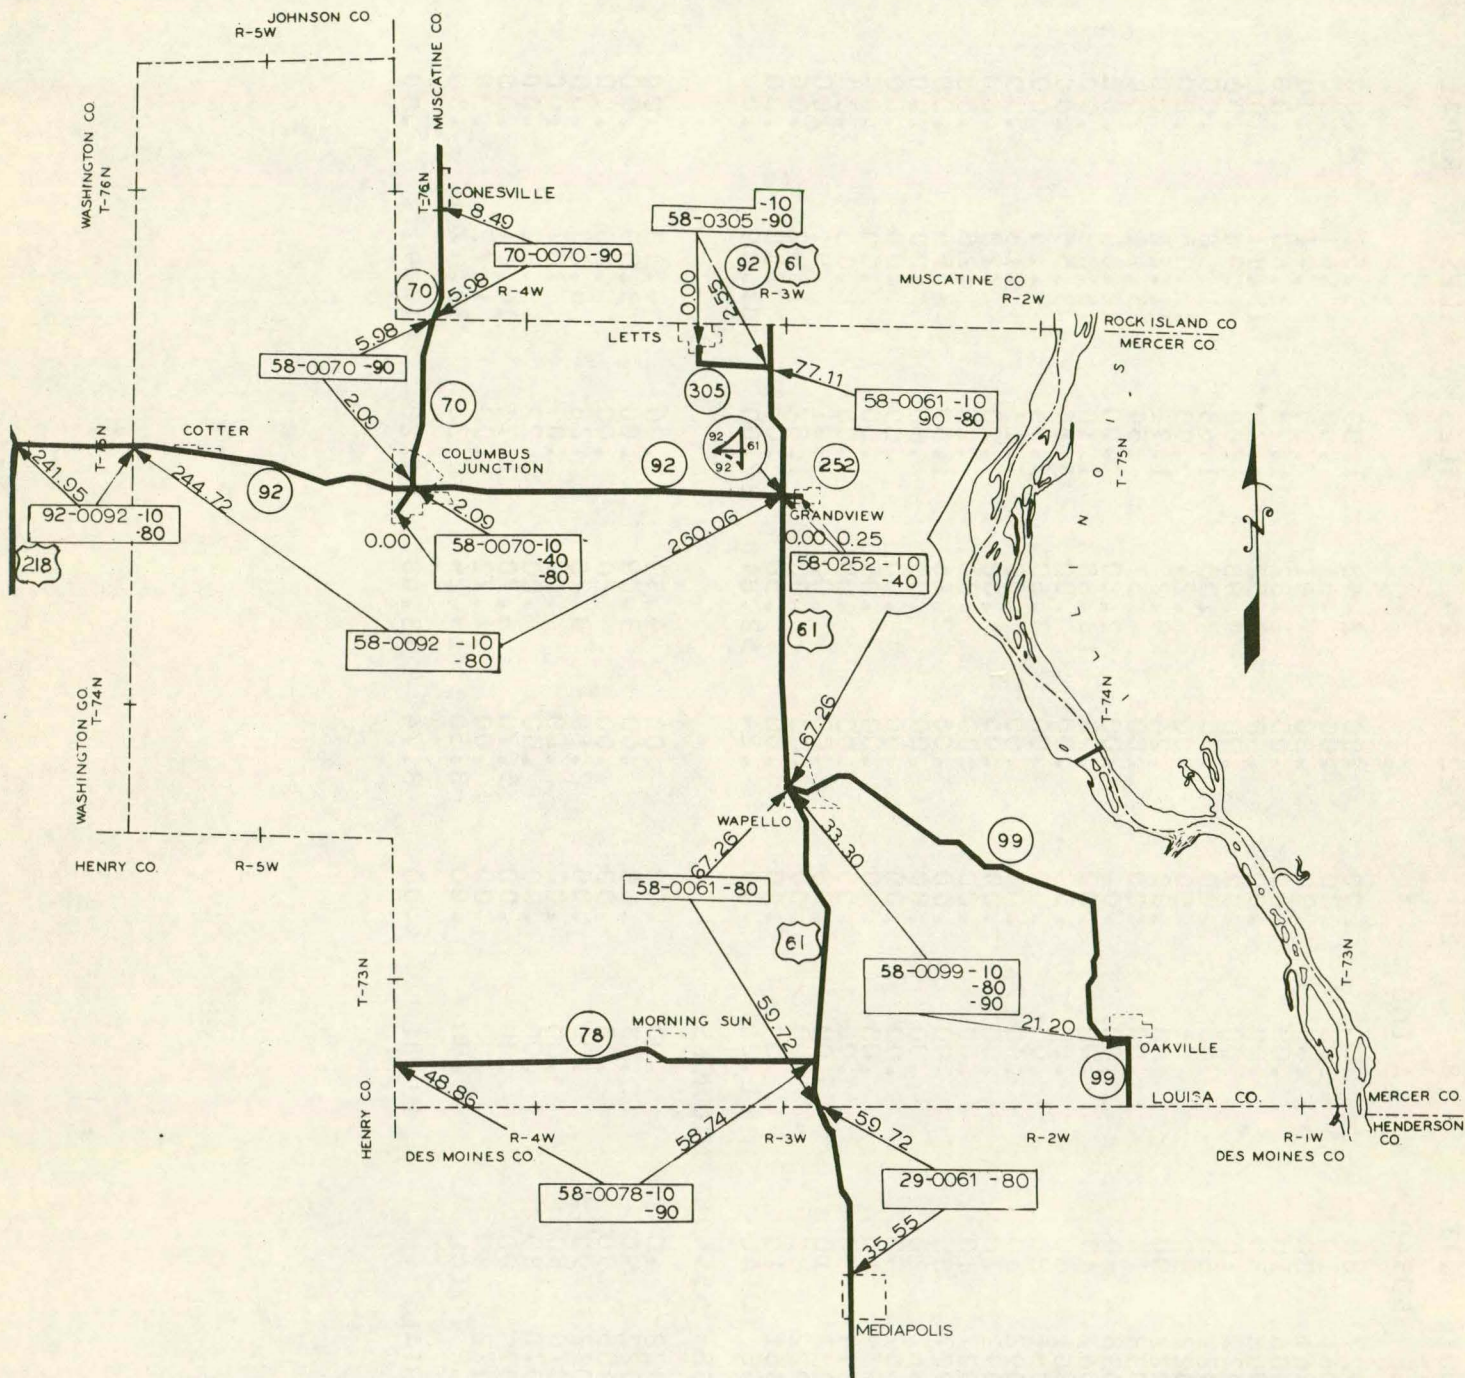 JOHNSON CO
R-5W
MUSCATINE CO.
WASHINGTON CO.
T-76N
T-76N
CONESVILLE
8.49
70-0070 -90
-10
58-0305 -90
92
61
MUSCATINE CO
R-2W
70
5.98
R-4W
0.00
2.55
R-3W
ROCK ISLAND CO
MERCER CO.
5.98
LETTS
58-0070 -90
305
77.11
58-0061 -10
90 -80
ILLINOIS
T-75N
2.09
70
COTTER
T-75N
COLUMBUS
JUNCTION
92
61
92
92
252
241.95
244.72
92
GRANDVIEW
92-0092 -10
-80
2.09
260.06
0.00 0.25
218
0.00
58-0070-10
-40
-80
58-0252 -10
-40
N
58-0092 -10
-80
61
WASHINGTON GO.
T-74N
T-74N
67.26
WAPELLO
33.30
99
HENRY CO.
R-5W
67.26
58-0061 -80
61
T-73N
58-0099 -10
-80
-90
T-73N
59.72
21.20
78
MORNING SUN
OAKVILLE
99
48.86
58.74
LOUISA CO.
MERCER CO.
HENDERSON
CO.
HENRY CO.
R-4W
R-3W
59.72
R-2W
R-1W
DES MOINES CO.
DES MOINES CO
58-0078-10
-90
29-0061 -80
35.55
MEDIAPOLIS